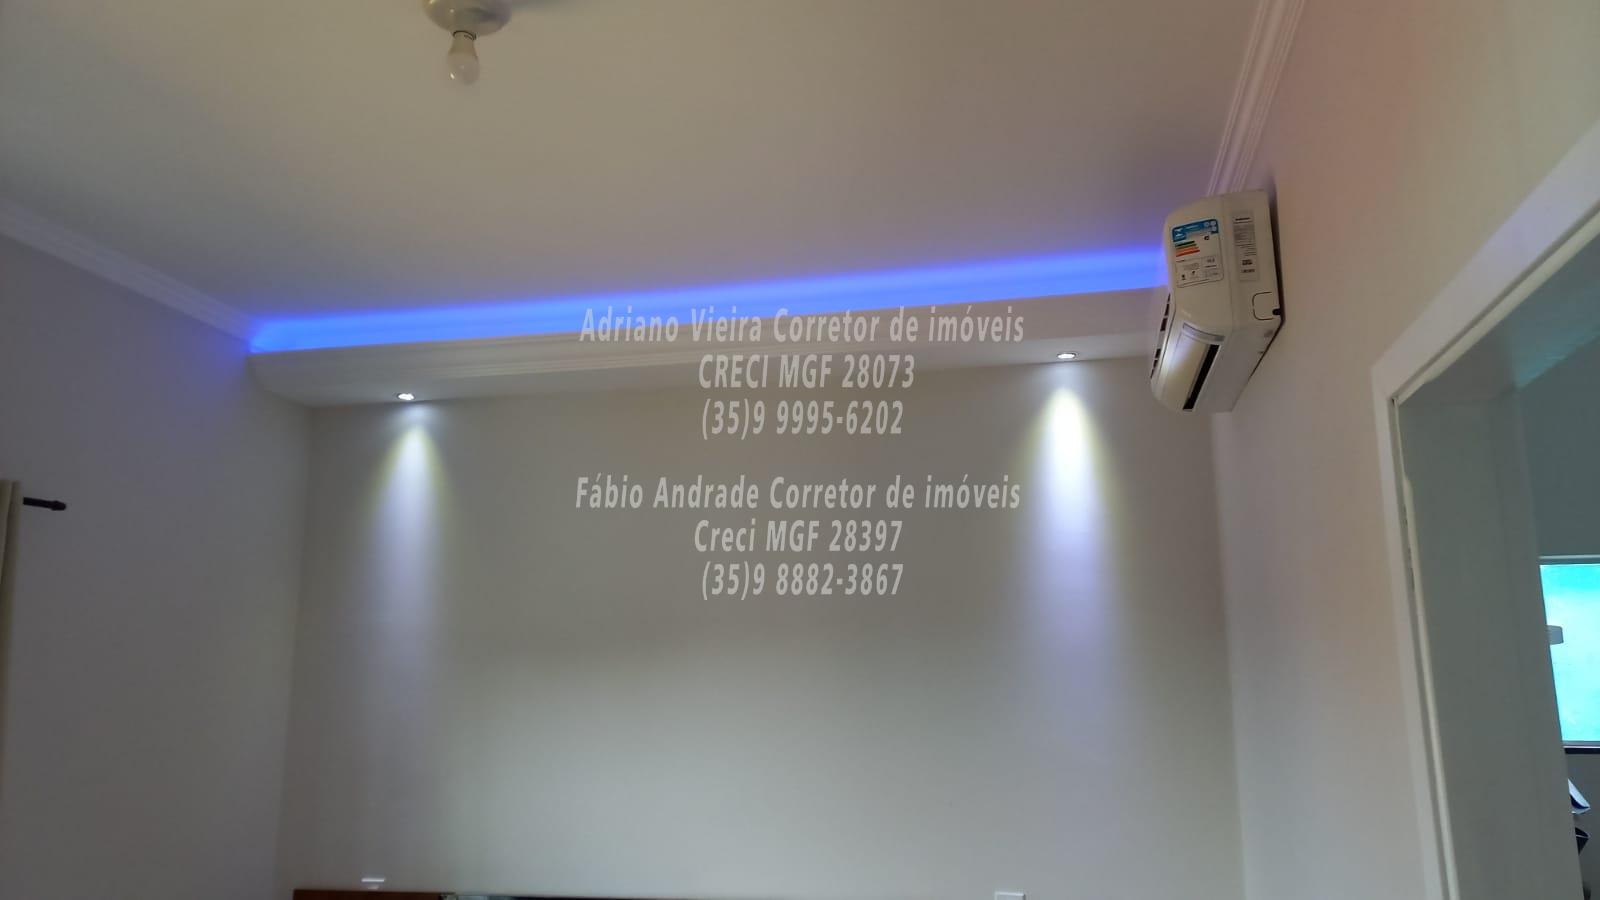 Adriano Vieira Corretor de imóveis
CRECI MGF 28073
(35)9 9995-6202
Fábio Andrade Corretor de imóveis
Creci MGF 28397
(35)9 8882-3867